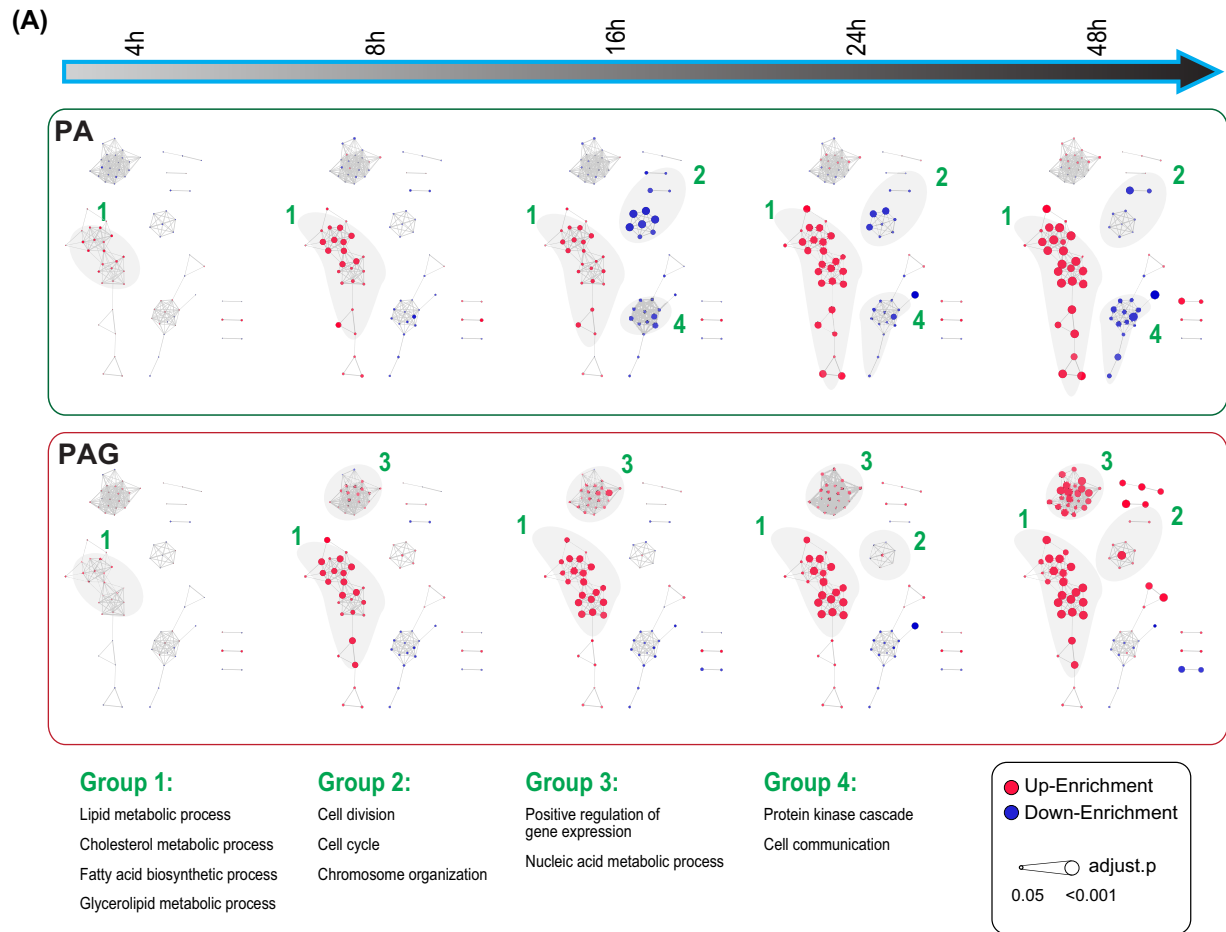 (A)
4h
8h
16h
24h
48h
PA
1
1
1
2
4
1
2
4
1
2
4
PAG
1
3
1
3
1
3
1
2
3
1
2
Group 1:
Lipid metabolic process
Cholesterol metabolic process
Fatty acid biosynthetic process
Glycerolipid metabolic process
Group 2:
Cell division
Cell cycle
Chromosome organization
Group 3:
Positive regulation of
gene expression
Nucleic acid metabolic process
Group 4:
Protein kinase cascade
Cell communication
Up-Enrichment
Down-Enrichment
adjust.p
0.05 <0.001